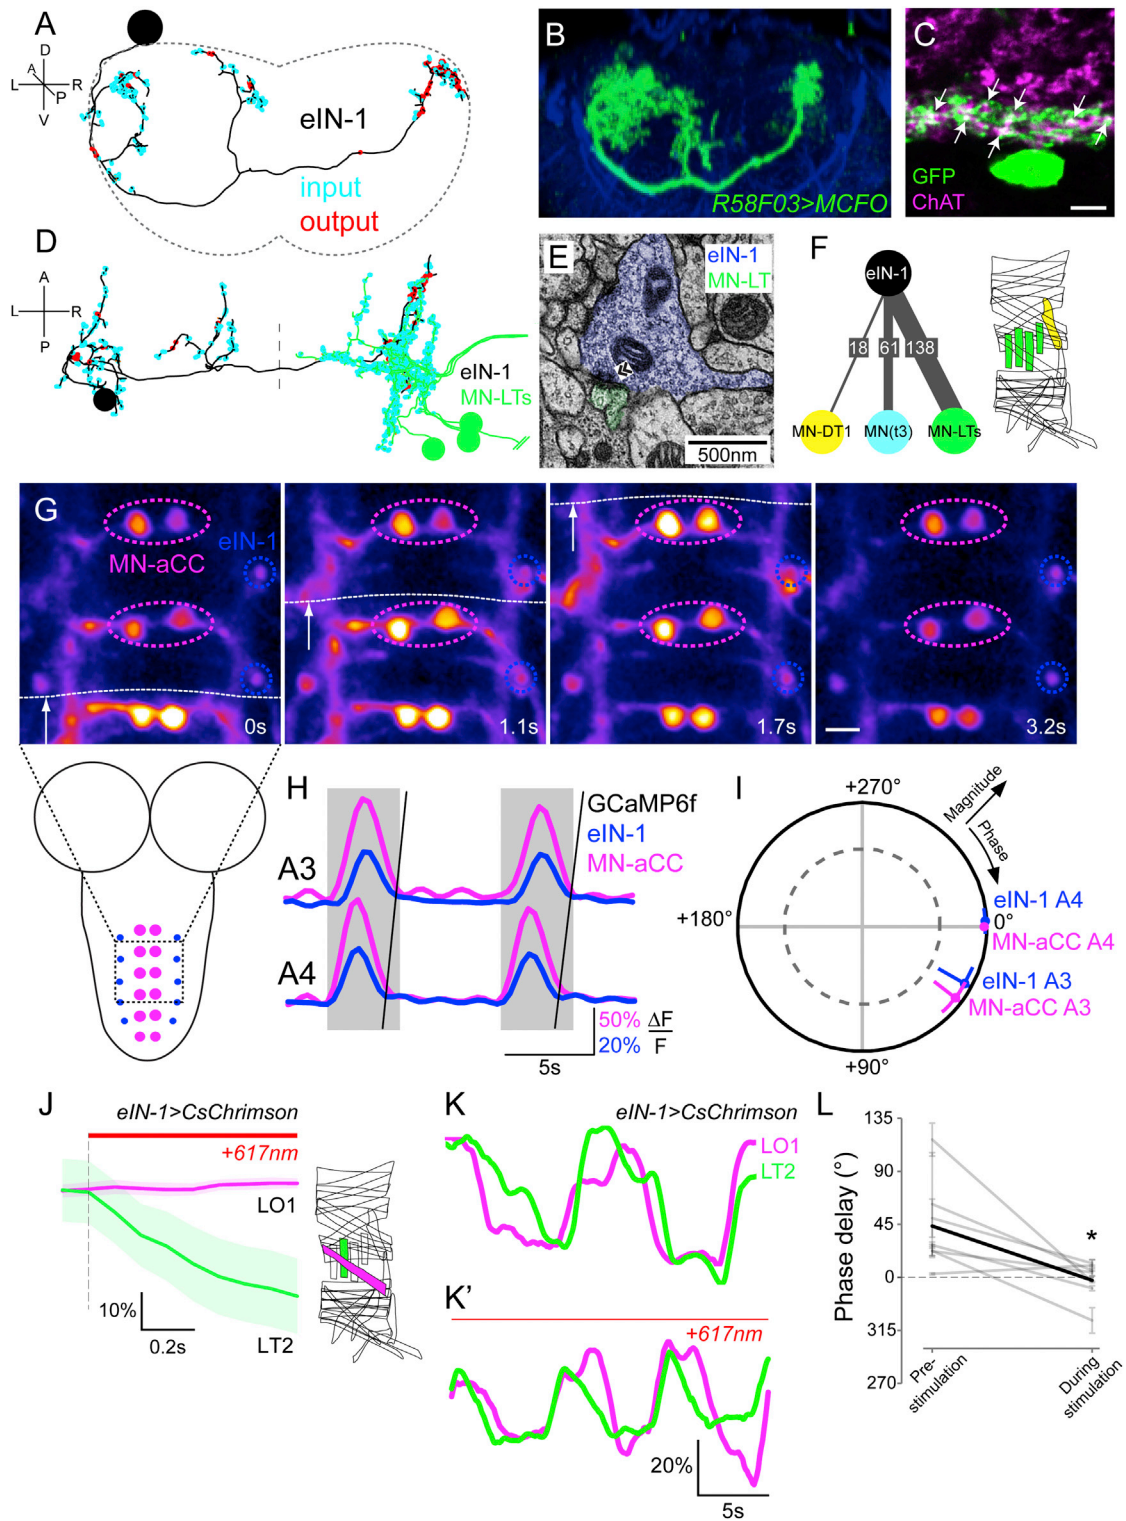 A
D
A
L
R
P
V
eIN-1
input
output
B
R58F03>MCFO
C
GFP
ChAT
D
A
L
R
P
eIN-1
MN-LTs
E
eIN-1
MN-LT
500nm
F
eIN-1
18
61
138
MN-DT1
MN(t3)
MN-LTs
G
eIN-1
MN-aCC
0s
1.1s
1.7s
3.2s
H
GCaMP6f
eIN-1
MN-aCC
A3
A4
50% ΔF
20% F
5s
I
+270°
Magnitude
Phase
+180°
eIN-1 A4
0°
MN-aCC A4
eIN-1 A3
MN-aCC A3
+90°
J
eIN-1>CsChrimson
+617nm
LO1
10%
0.2s
LT2
K
eIN-1>CsChrimson
LO1
LT2
K'
+617nm
20%
5s
L
Phase delay (°)
135
90
45
0
315
270
*
Pre-
stimulation
During
stimulation